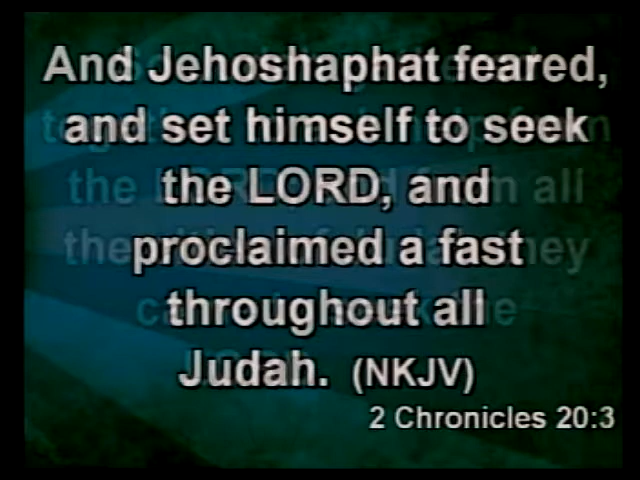 And Jehoshaphat feared,
and set himself to seek
the LORD, and
proclaimed a fast
throughout all
Judah. (NKJV)
2 Chronicles 20:3